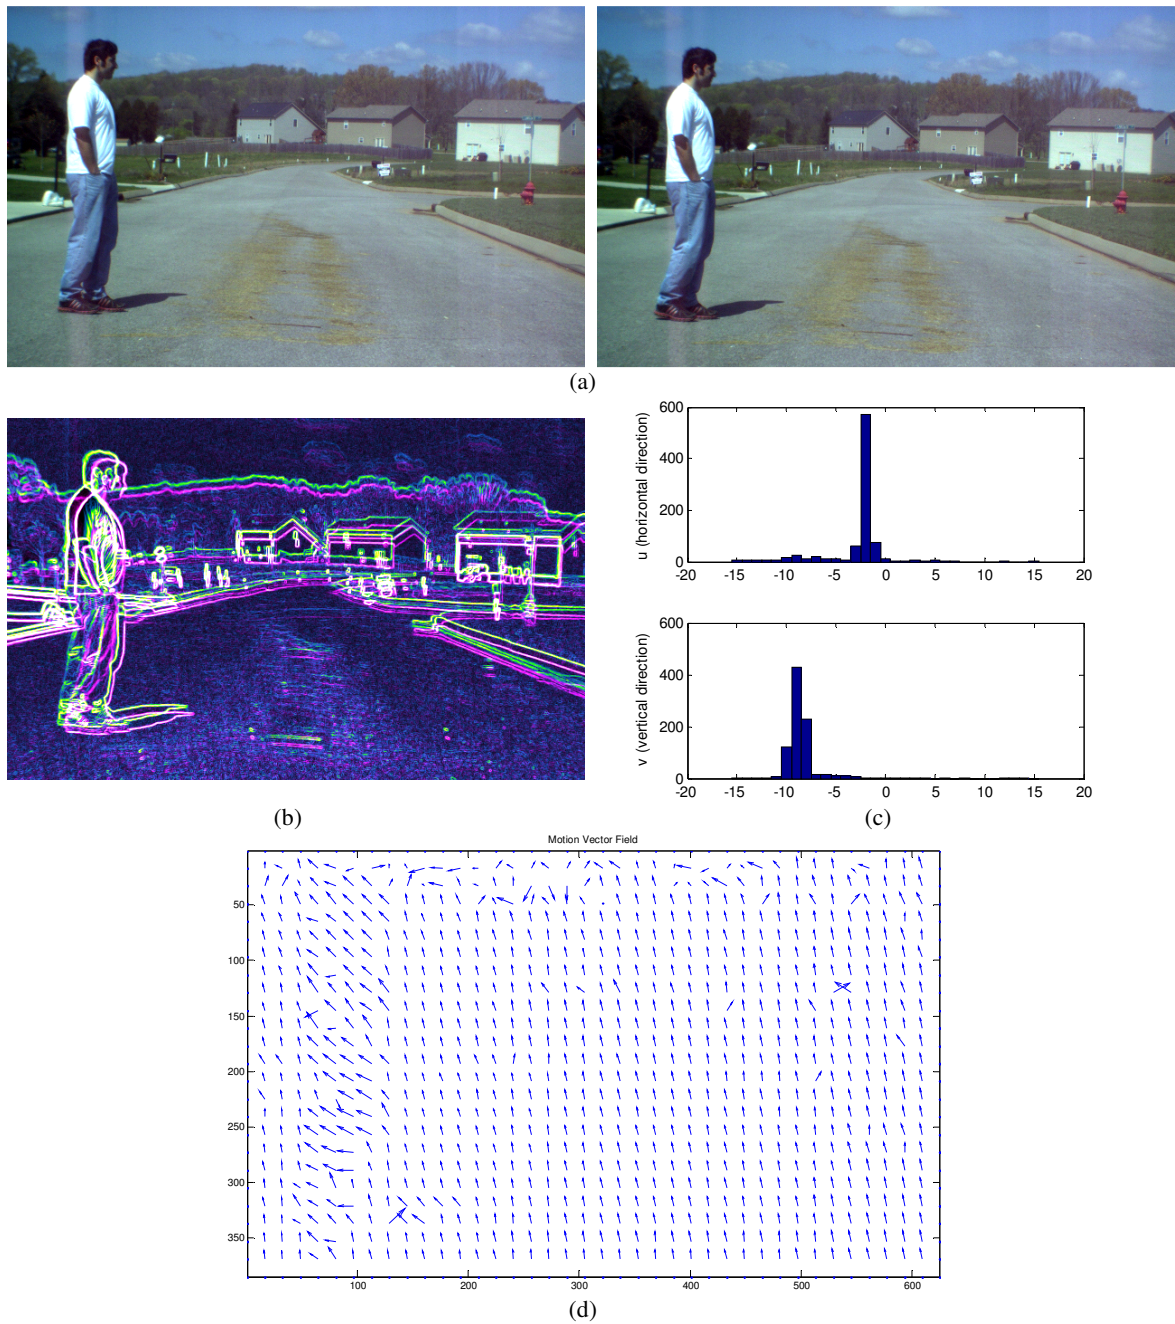 (a)
600
400
200
0
-20 -15 -10 -5 0 5 10 15 20
u (horizontal direction)
600
400
200
0
-20 -15 -10 -5 0 5 10 15 20
v (vertical direction)
(b)
(c)
Motion Vector Field
50
100
150
200
250
300
350
100 200 300 400 500 600
(d)